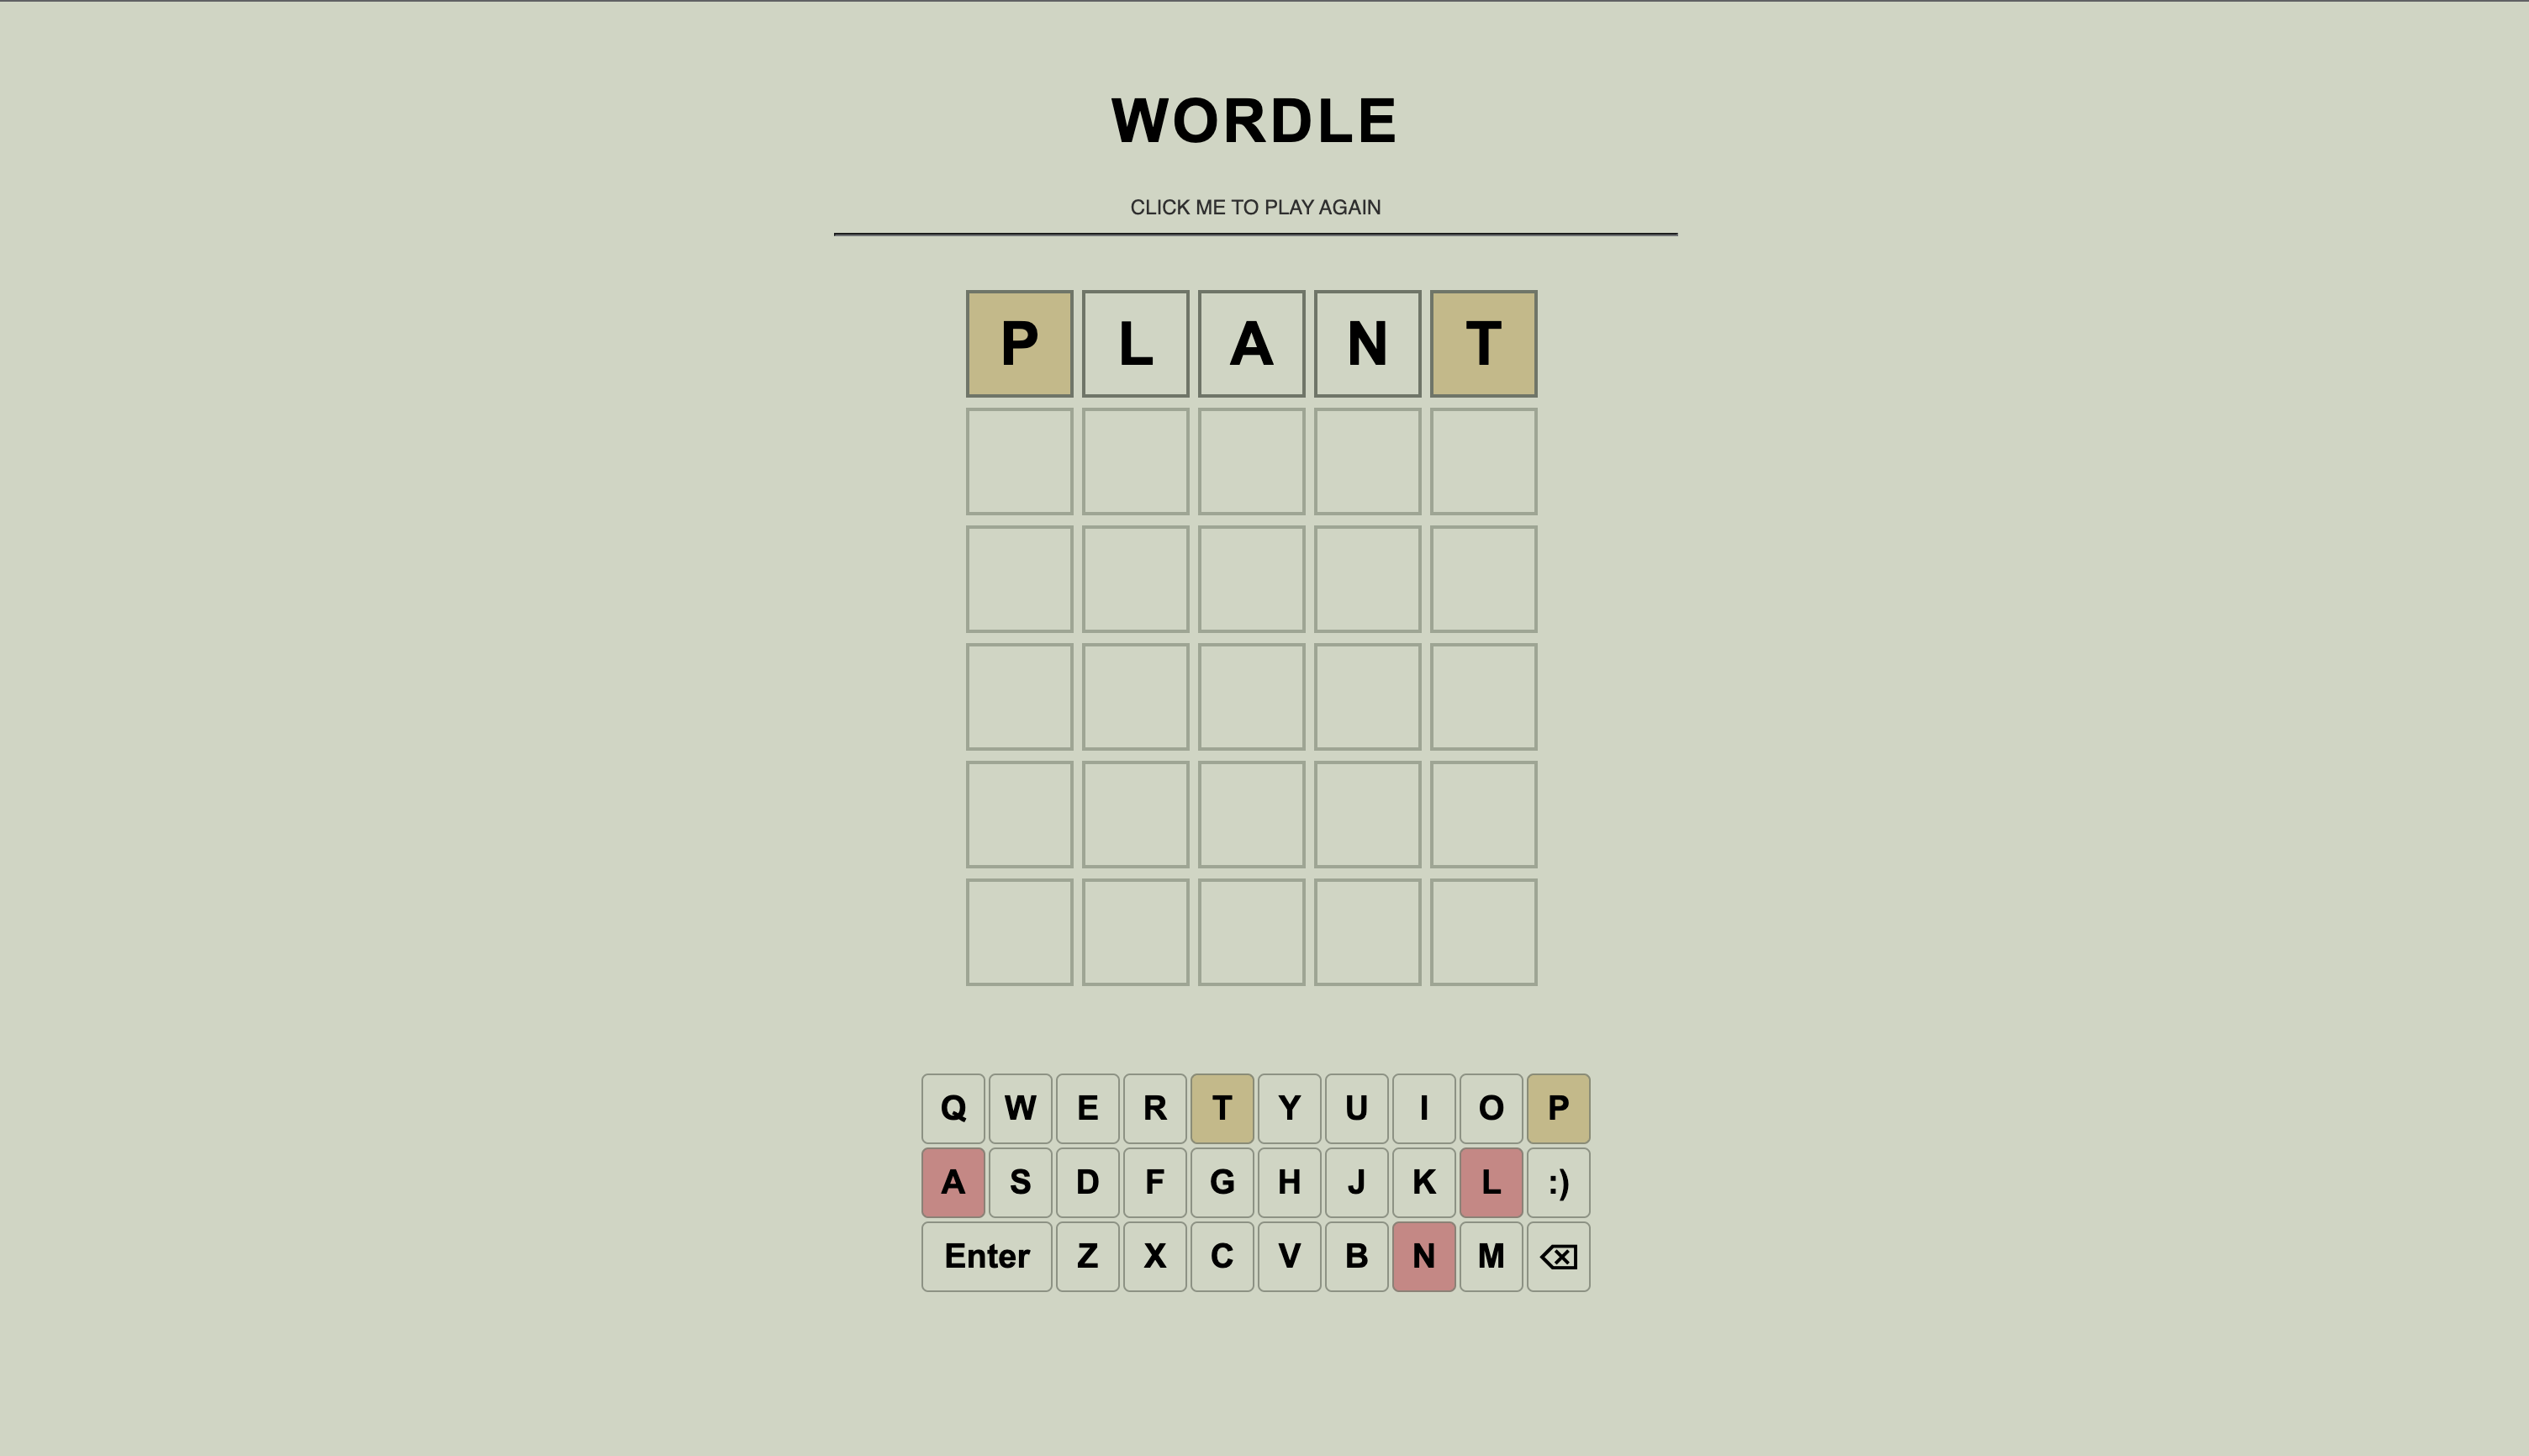 WORDLE
CLICK ME TO PLAY AGAIN
P L A N T
Q W E R T Y U I O P
A S D F G H J K L :)
Enter Z X C V B N M